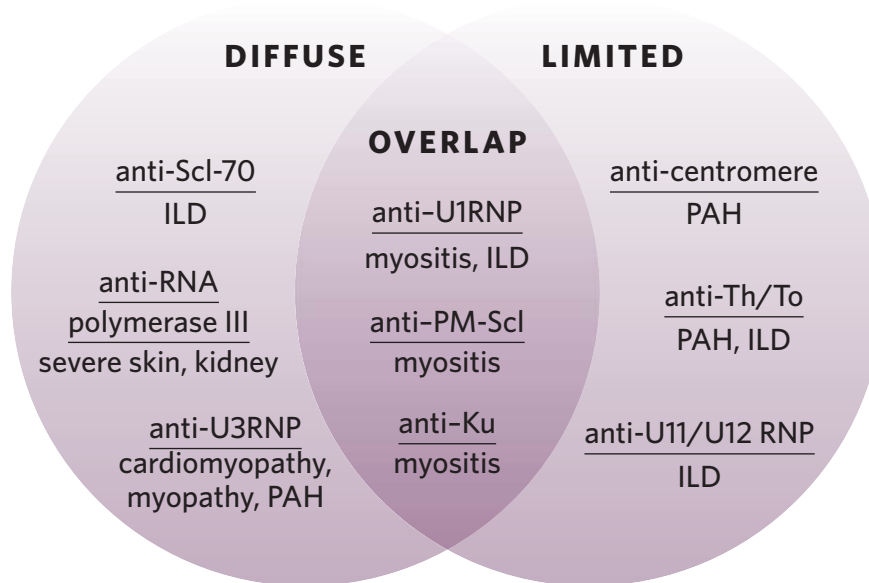 DIFFUSE
LIMITED
OVERLAP
anti-Scl-70
ILD
anti-RNA
polymerase III
severe skin, kidney
anti-U3RNP
cardiomyopathy,
myopathy, PAH
anti–U1RNP
myositis, ILD
anti–PM-Scl
myositis
anti–Ku
myositis
anti-centromere
PAH
anti-Th/To
PAH, ILD
anti-U11/U12 RNP
ILD